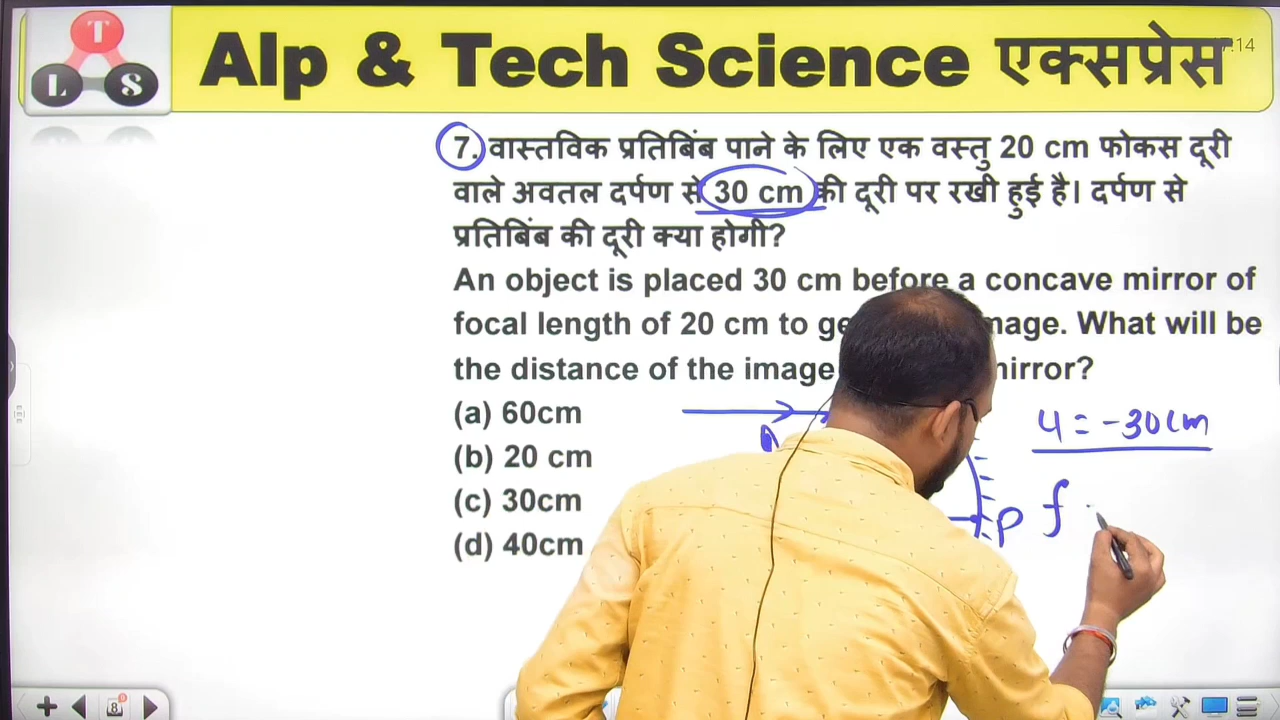 T
L S
Alp & Tech Science एक्सप्रेस
:14
7. वास्तविक प्रतिबिंब पाने के लिए एक वस्तु 20 cm फोकस दूरी
वाले अवतल दर्पण से 30 cm की दूरी पर रखी हुई है। दर्पण से
प्रतिबिंब की दूरी क्या होगी?
An object is placed 30 cm before a concave mirror of
focal length of 20 cm to image. What will be
the distance of the image mirror?
(a) 60cm
(b) 20 cm
(c) 30cm
(d) 40cm
u = -30cm
P f
8